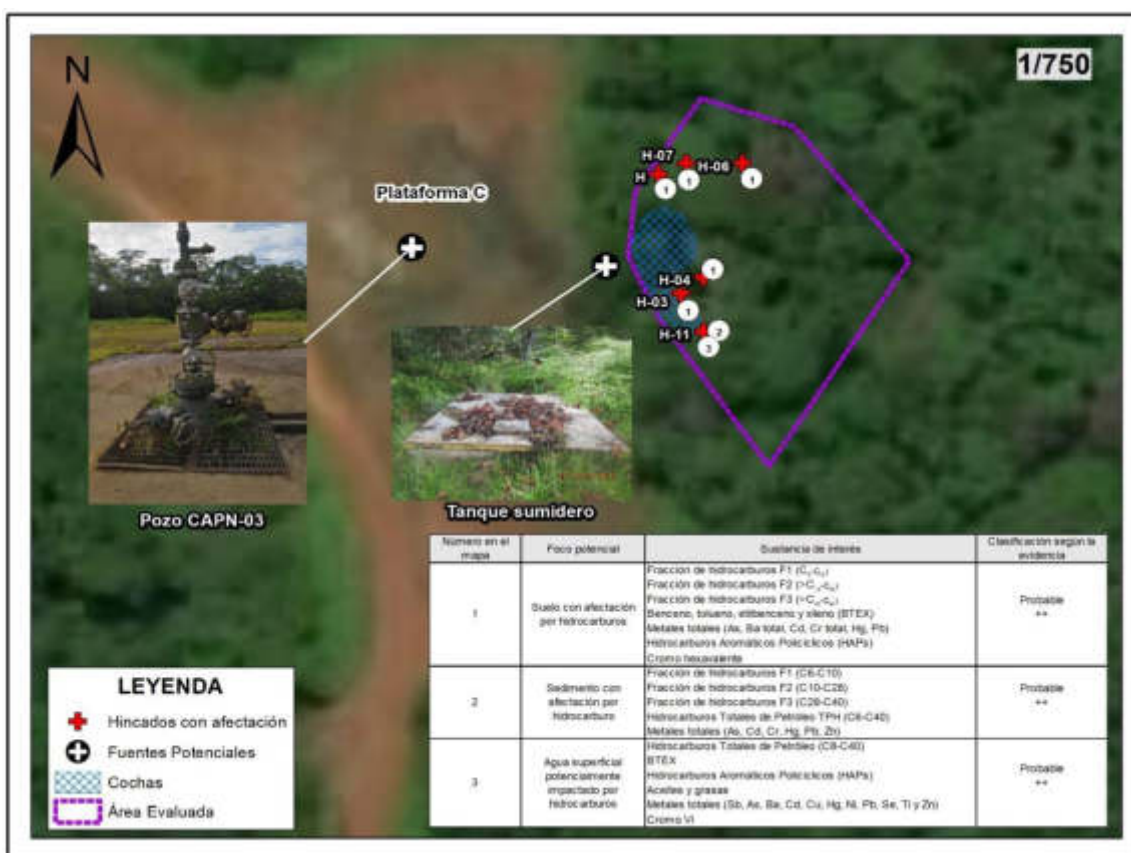 1/750
N
H-07
H-06
H
1
1
1
Plataforma C
H-04
1
H-03
1
H-11
2
3
Pozo CAPN-03
Tanque sumidero
Número en el mapa
Foco potencial
Sustancia de interés
Clasificación según la evidencia
1
Suelo con afectación por hidrocarburos
Fracción de hidrocarburos F1
Fracción de hidrocarburos F2
Fracción de hidrocarburos F3
Benceno, tolueno, etilbenceno y xileno (BTEX)
Metales totales (As, Ba total, Cd, Cr total, Hg, Pb)
Hidrocarburos Aromáticos Policíclicos (HAPs)
Cromo hexavalente
Probable
++
2
Sedimento con afectación por hidrocarburo
Fracción de hidrocarburos F1 (C6-C10)
Fracción de hidrocarburos F2 (C10-C28)
Fracción de hidrocarburos F3 (C28-C40)
Hidrocarburos Totales de Petróleo TPH (C6-C40)
Metales totales (As, Cd, Cr, Hg, Pb, Zn)
Probable
++
3
Agua superficial potencialmente impactado por hidrocarburos
Hidrocarburos Totales de Petróleo (C8-C40)
BTEX
Hidrocarburos Aromáticos Policíclicos (HAPs)
Aceites y grasas
Metales totales (Sb, As, Ba, Cd, Cu, Hg, Ni, Pb, Se, Tl y Zn)
Cromo VI
Probable
++
LEYENDA
Hincados con afectación
Fuentes Potenciales
Cochas
Área Evaluada